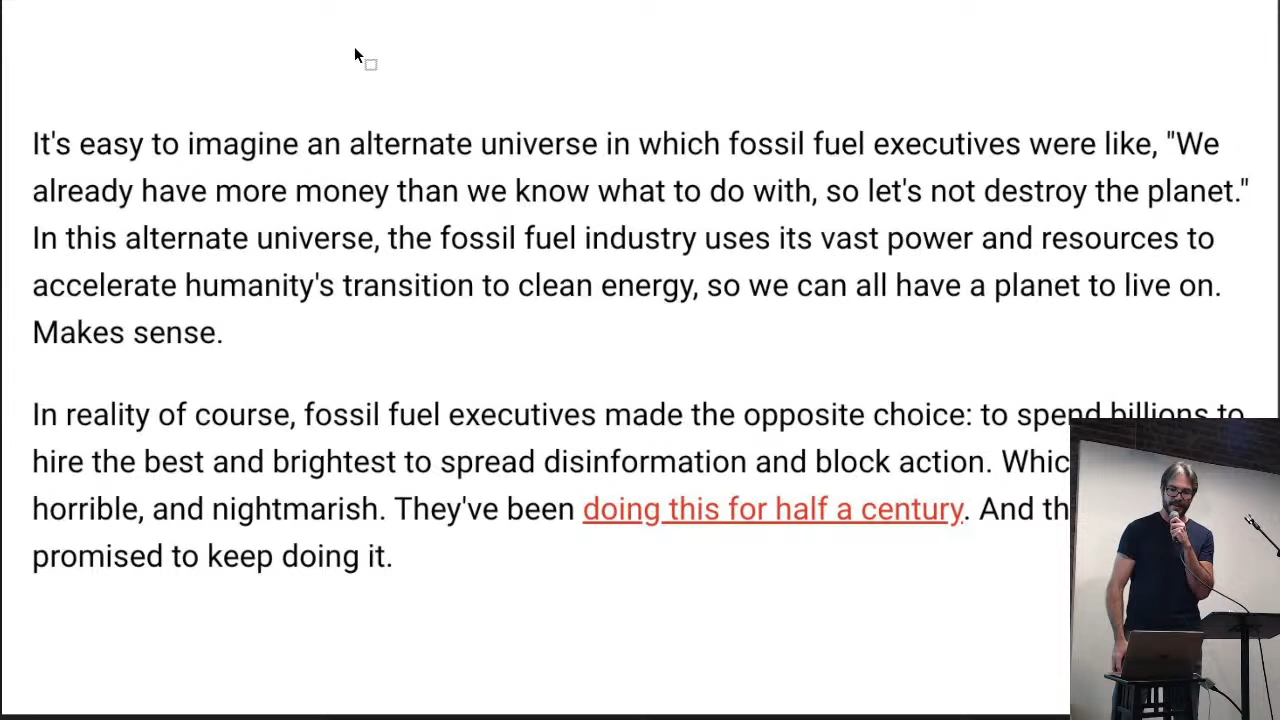 It's easy to imagine an alternate universe in which fossil fuel executives were like, "We
already have more money than we know what to do with, so let's not destroy the planet."
In this alternate universe, the fossil fuel industry uses its vast power and resources to
accelerate humanity's transition to clean energy, so we can all have a planet to live on.
Makes sense.
In reality of course, fossil fuel executives made the opposite choice: to spend billions to
hire the best and brightest to spread disinformation and block action.
horrible, and nightmarish. They've been doing this for half a century. And
promised to keep doing it.